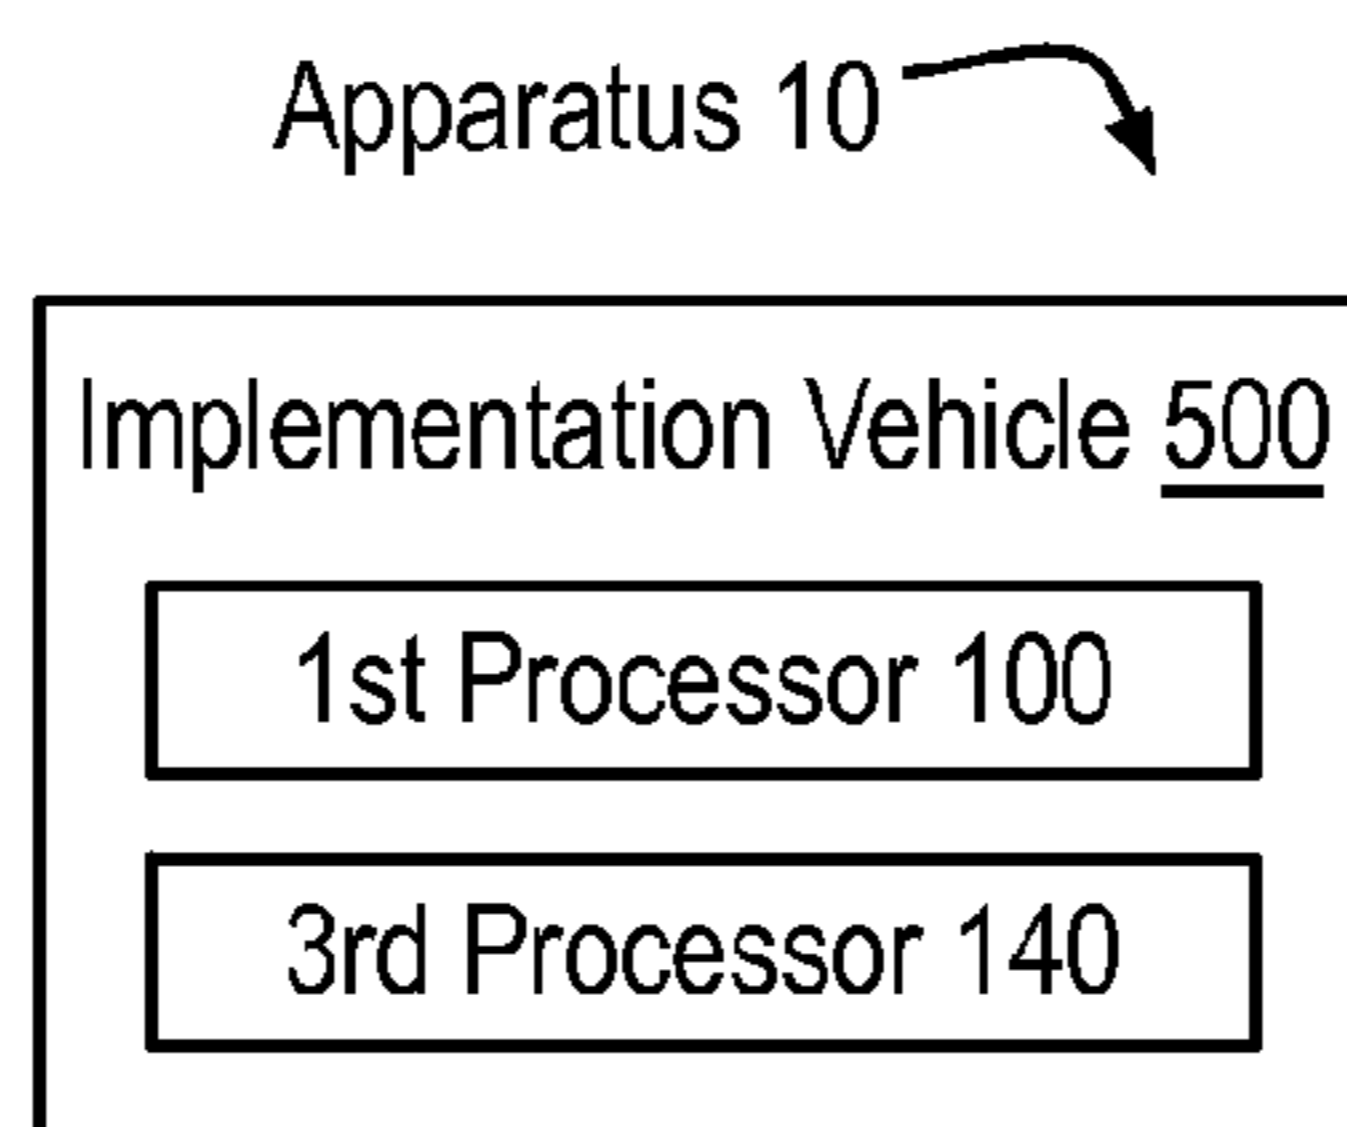 Apparatus 10
Implementation Vehicle 500
1st Processor 100
3rd Processor 140